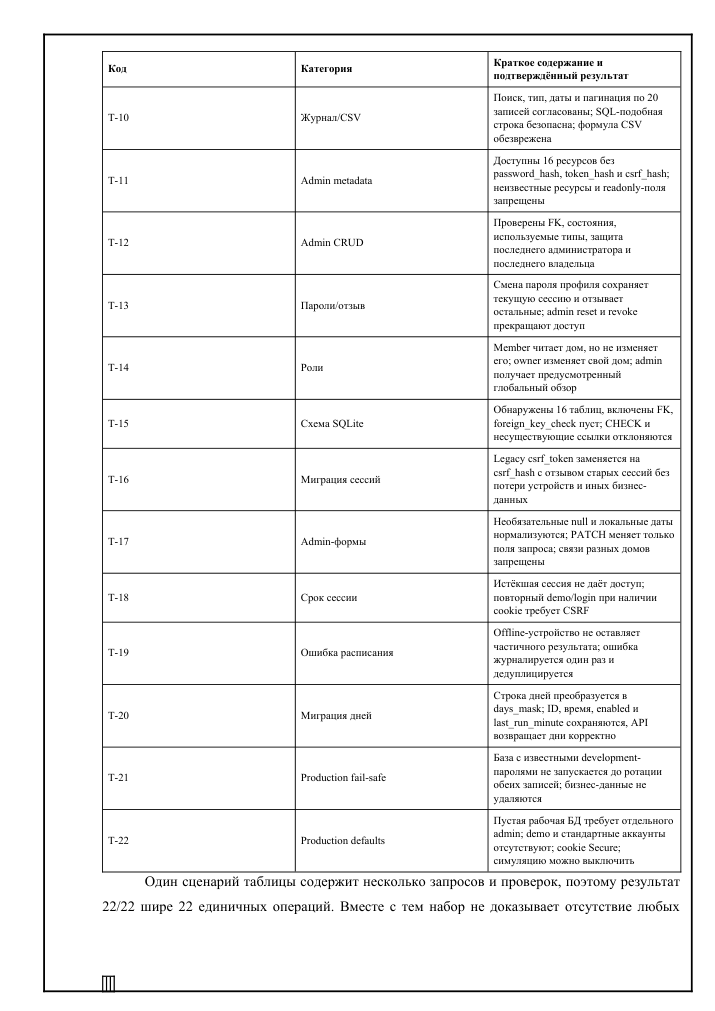 Код
Категория
Краткое содержание и
подтверждённый результат
Т-10
Журнал/CSV
Поиск, тип, даты и пагинация по 20
записей согласованы; SQL-подобная
строка безопасна; формула CSV
обезврежена
Т-11
Admin metadata
Доступны 16 ресурсов без
password_hash, token_hash и csrf_hash;
неизвестные ресурсы и readonly-поля
запрещены
Т-12
Admin CRUD
Проверены FK, состояния,
используемые типы, защита
последнего администратора и
последнего владельца
Т-13
Пароли/отзыв
Смена пароля профиля сохраняет
текущую сессию и отзывает
остальные; admin reset и revoke
прекращают доступ
Т-14
Роли
Member читает дом, но не изменяет
его; owner изменяет свой дом; admin
получает предусмотренный
глобальный обзор
Т-15
Схема SQLite
Обнаружены 16 таблиц, включены FK,
foreign_key_check пуст; CHECK и
несуществующие ссылки отклоняются
Т-16
Миграция сессий
Legacy csrf_token заменяется на
csrf_hash с отзывом старых сессий без
потери устройств и иных бизнес-
данных
Т-17
Admin-формы
Необязательные null и локальные даты
нормализуются; PATCH меняет только
поля запроса; связи разных домов
запрещены
Т-18
Срок сессии
Истёкшая сессия не даёт доступ;
повторный demo/login при наличии
cookie требует CSRF
Т-19
Ошибка расписания
Offline-устройство не оставляет
частичного результата; ошибка
журналируется один раз и
дедуплицируется
Т-20
Миграция дней
Строка дней преобразуется в
days_mask; ID, время, enabled и
last_run_minute сохраняются, API
возвращает дни корректно
Т-21
Production fail-safe
База с известными development-
паролями не запускается до ротации
обеих записей; бизнес-данные не
удаляются
Т-22
Production defaults
Пустая рабочая БД требует отдельного
admin; demo и стандартные аккаунты
отсутствуют; cookie Secure;
симуляцию можно выключить
Один сценарий таблицы содержит несколько запросов и проверок, поэтому результат
22/22 шире 22 единичных операций. Вместе с тем набор не доказывает отсутствие любых